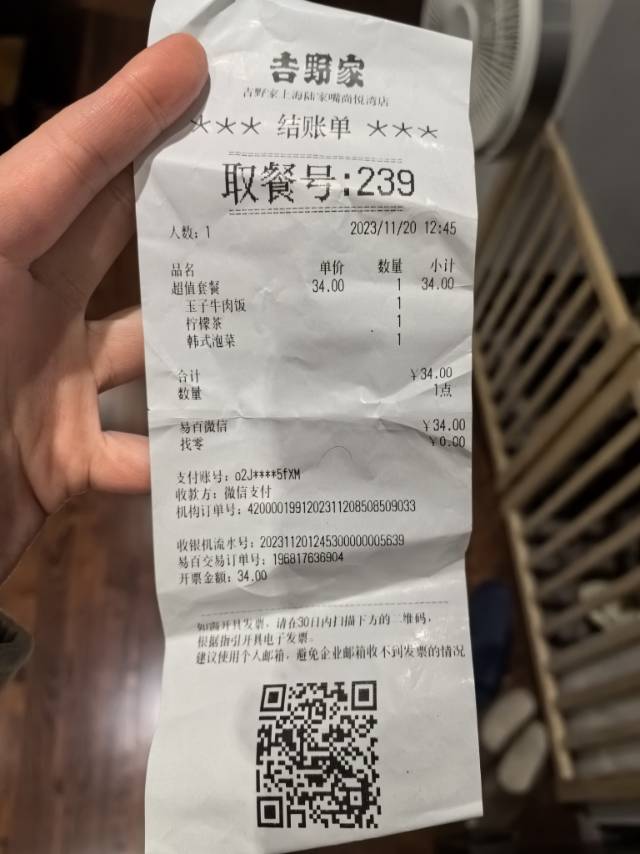 吉野家
吉野家上海陆家嘴尚悦湾店
*** 结账单 ***
取餐号:239
人数:1 2023/11/20 12:45
品名 单价 数量 小计
超值套餐 34.00 1 34.00
玉子牛肉饭 1
柠檬茶 1
韩式泡菜 1
合计 ¥34.00
数量 1点
易百微信 ¥34.00
找零 ¥0.00
支付账号: o2J****5fXM
收款方: 微信支付
机构订单号: 4200001991202311208508509033
收银机流水号: 202311201245300000005639
易百交易订单号: 196817636904
开票金额: 34.00
如需开具发票, 请在30日内扫描下方的二维码,
根据指引开具电子发票。
建议使用个人邮箱, 避免企业邮箱收不到发票的情况